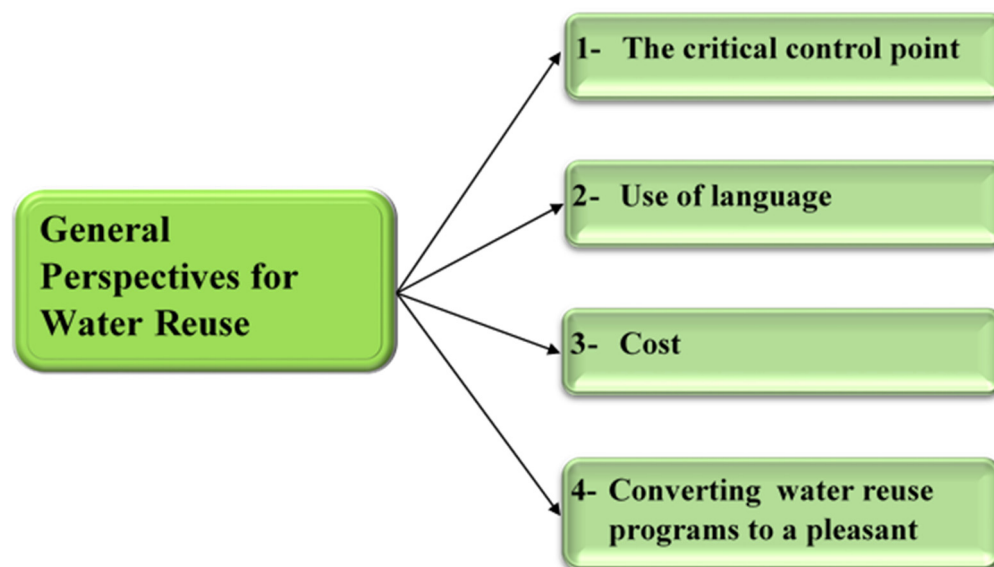 General
Perspectives for
Water Reuse
1- The critical control point
2- Use of language
3- Cost
4- Converting water reuse
programs to a pleasant